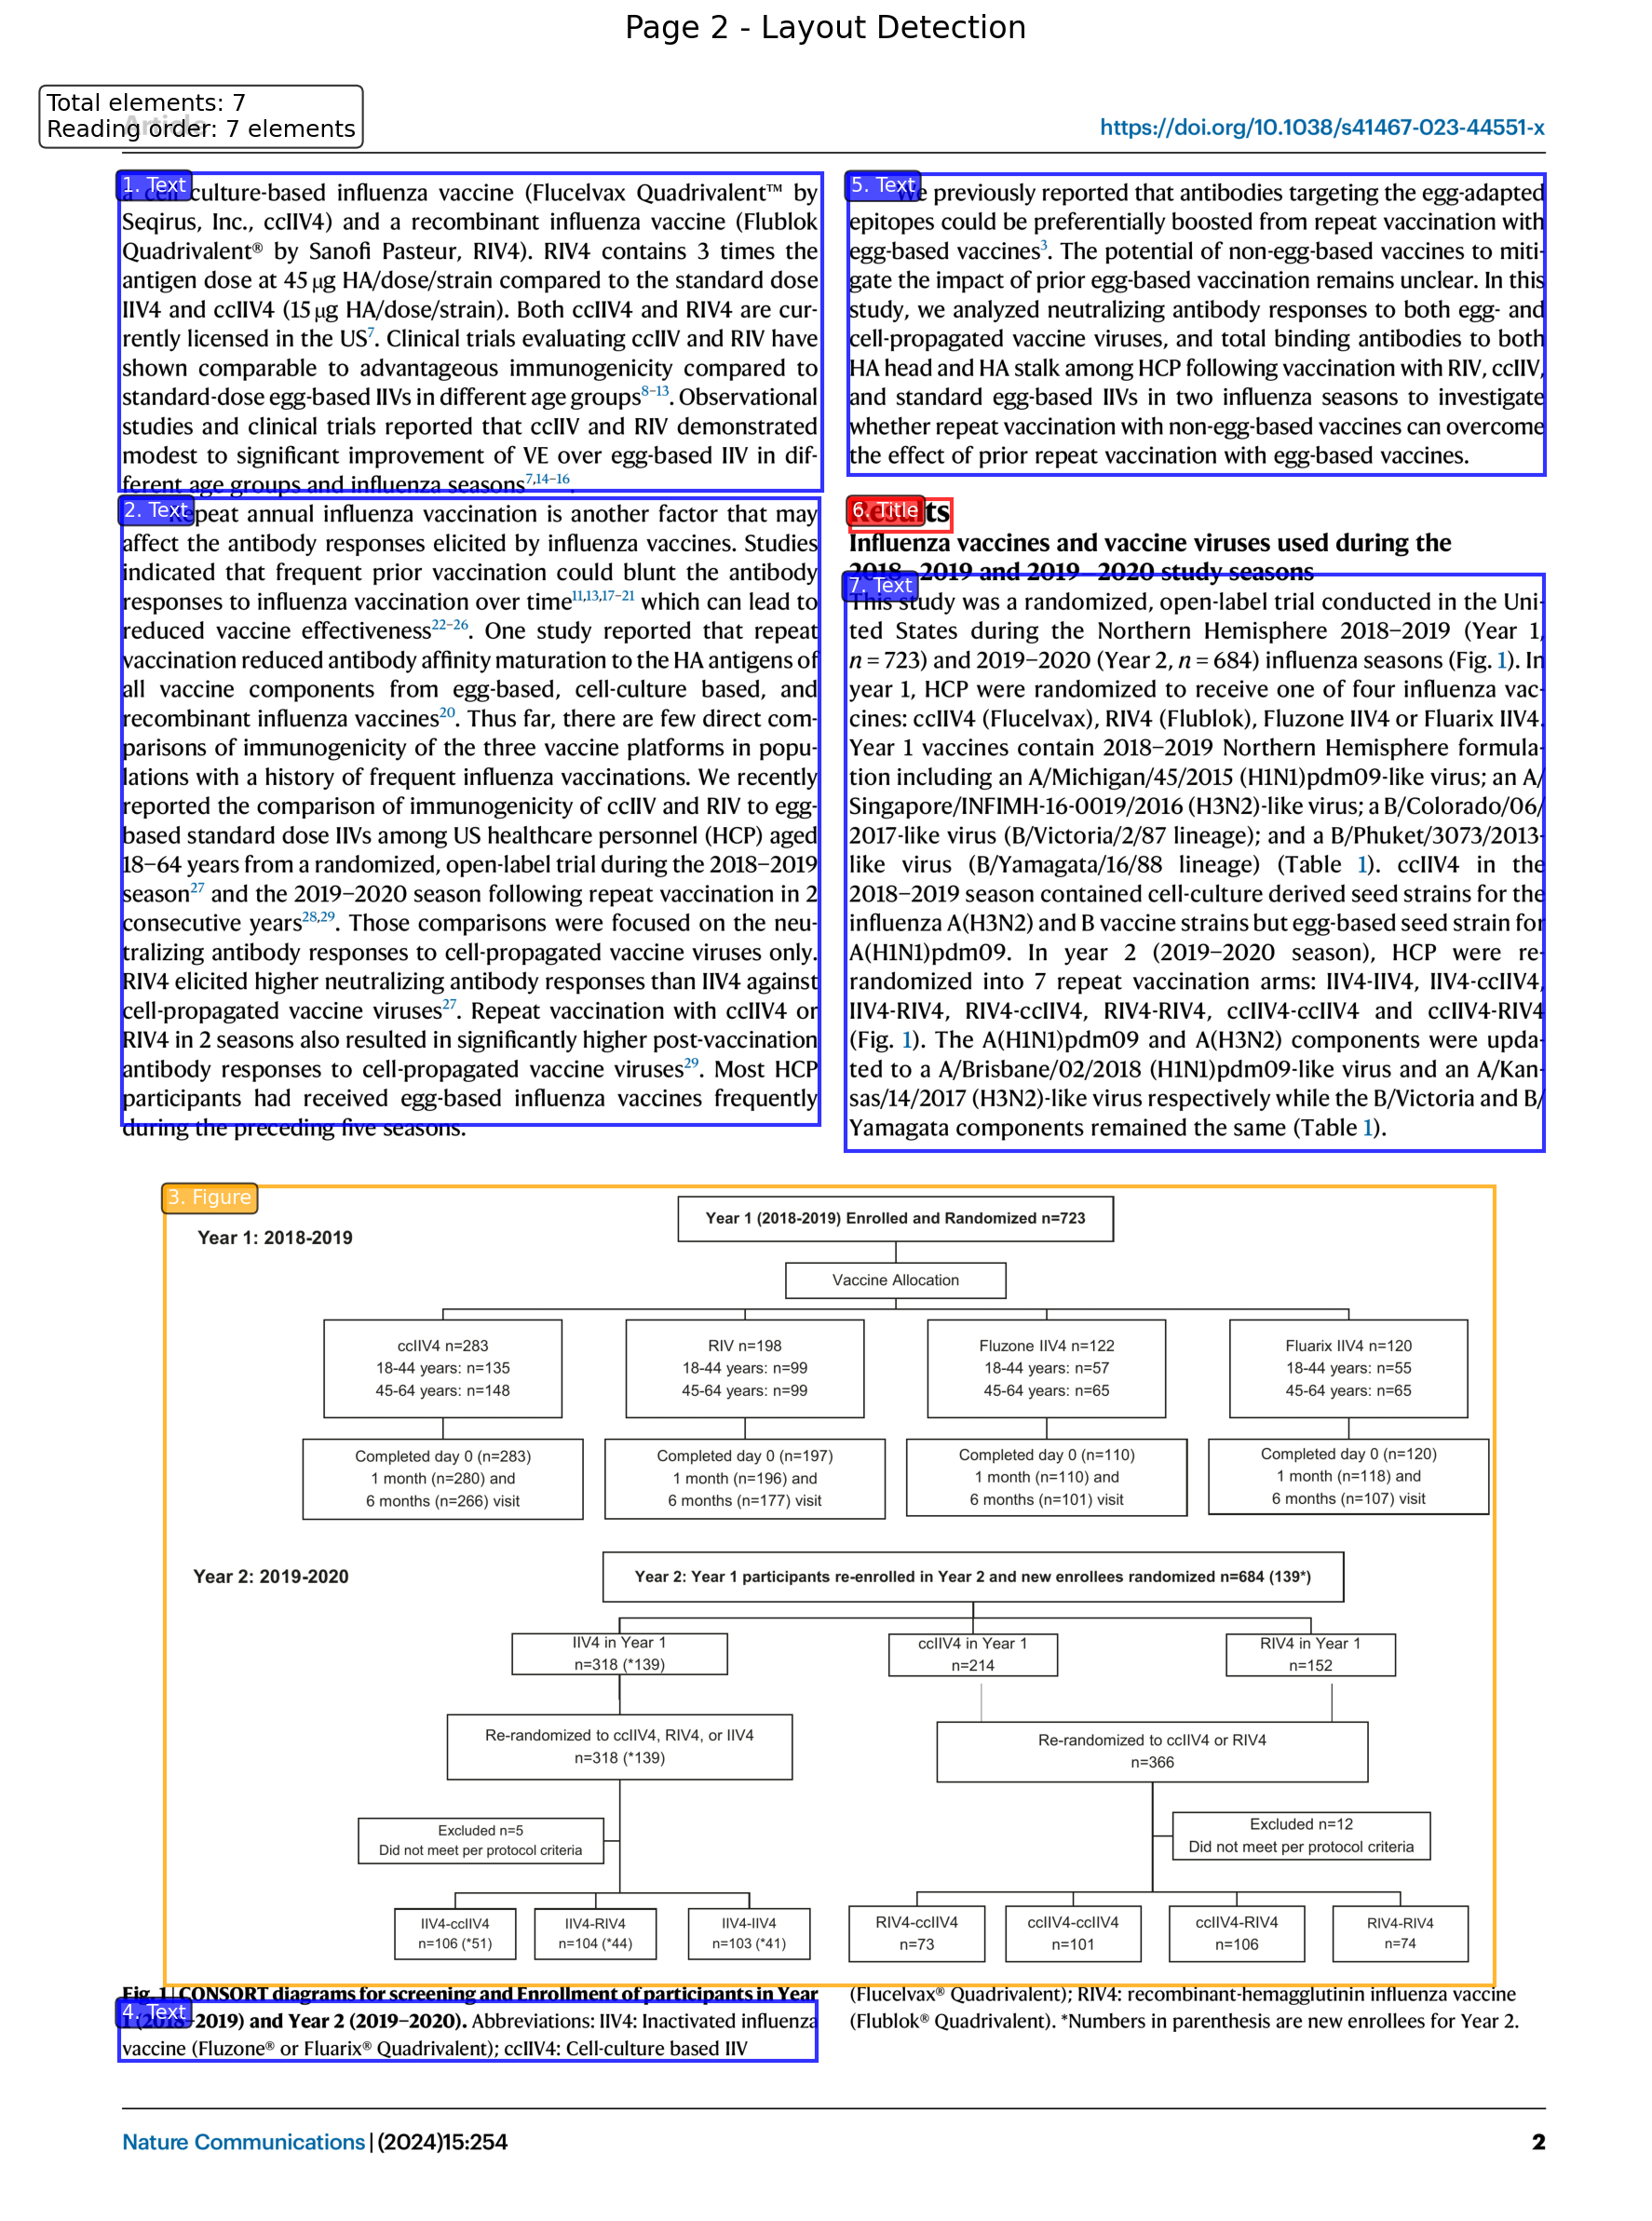 Page 2 - Layout Detection
Total elements: 7
Reading order: 7 elements
Article
https://doi.org/10.1038/s41467-023-44551-x
1. Text
a cell culture-based influenza vaccine (Flucelvax Quadrivalent™ by
Seqirus, Inc., ccIIV4) and a recombinant influenza vaccine (Flublok
Quadrivalent® by Sanofi Pasteur, RIV4). RIV4 contains 3 times the
antigen dose at 45 µg HA/dose/strain compared to the standard dose
IIV4 and ccIIV4 (15 µg HA/dose/strain). Both ccIIV4 and RIV4 are cur-
rently licensed in the US7. Clinical trials evaluating ccIIV and RIV have
shown comparable to advantageous immunogenicity compared to
standard-dose egg-based IIVs in different age groups8–13. Observational
studies and clinical trials reported that ccIIV and RIV demonstrated
modest to significant improvement of VE over egg-based IIV in dif-
ferent age groups and influenza seasons7,14–16.
2. Text
Repeat annual influenza vaccination is another factor that may
affect the antibody responses elicited by influenza vaccines. Studies
indicated that frequent prior vaccination could blunt the antibody
responses to influenza vaccination over time11,13,17–21 which can lead to
reduced vaccine effectiveness22–26. One study reported that repeat
vaccination reduced antibody affinity maturation to the HA antigens of
all vaccine components from egg-based, cell-culture based, and
recombinant influenza vaccines20. Thus far, there are few direct com-
parisons of immunogenicity of the three vaccine platforms in popu-
lations with a history of frequent influenza vaccinations. We recently
reported the comparison of immunogenicity of ccIIV and RIV to egg-
based standard dose IIVs among US healthcare personnel (HCP) aged
18–64 years from a randomized, open-label trial during the 2018–2019
season27 and the 2019–2020 season following repeat vaccination in 2
consecutive years28,29. Those comparisons were focused on the neu-
tralizing antibody responses to cell-propagated vaccine viruses only.
RIV4 elicited higher neutralizing antibody responses than IIV4 against
cell-propagated vaccine viruses27. Repeat vaccination with ccIIV4 or
RIV4 in 2 seasons also resulted in significantly higher post-vaccination
antibody responses to cell-propagated vaccine viruses29. Most HCP
participants had received egg-based influenza vaccines frequently
during the preceding five seasons.
5. Text
We previously reported that antibodies targeting the egg-adapted
epitopes could be preferentially boosted from repeat vaccination with
egg-based vaccines3. The potential of non-egg-based vaccines to miti-
gate the impact of prior egg-based vaccination remains unclear. In this
study, we analyzed neutralizing antibody responses to both egg- and
cell-propagated vaccine viruses, and total binding antibodies to both
HA head and HA stalk among HCP following vaccination with RIV, ccIIV,
and standard egg-based IIVs in two influenza seasons to investigate
whether repeat vaccination with non-egg-based vaccines can overcome
the effect of prior repeat vaccination with egg-based vaccines.
6. Title
Results
Influenza vaccines and vaccine viruses used during the
2018–2019 and 2019–2020 study seasons
7. Text
This study was a randomized, open-label trial conducted in the Uni-
ted States during the Northern Hemisphere 2018–2019 (Year 1,
n = 723) and 2019–2020 (Year 2, n = 684) influenza seasons (Fig. 1). In
year 1, HCP were randomized to receive one of four influenza vac-
cines: ccIIV4 (Flucelvax), RIV4 (Flublok), Fluzone IIV4 or Fluarix IIV4.
Year 1 vaccines contain 2018–2019 Northern Hemisphere formula-
tion including an A/Michigan/45/2015 (H1N1)pdm09-like virus; an A/
Singapore/INFIMH-16-0019/2016 (H3N2)-like virus; a B/Colorado/06/
2017-like virus (B/Victoria/2/87 lineage); and a B/Phuket/3073/2013-
like virus (B/Yamagata/16/88 lineage) (Table 1). ccIIV4 in the
2018–2019 season contained cell-culture derived seed strains for the
influenza A(H3N2) and B vaccine strains but egg-based seed strain for
A(H1N1)pdm09. In year 2 (2019–2020 season), HCP were re-
randomized into 7 repeat vaccination arms: IIV4-IIV4, IIV4-ccIIV4,
IIV4-RIV4, RIV4-ccIIV4, RIV4-RIV4, ccIIV4-ccIIV4 and ccIIV4-RIV4
(Fig. 1). The A(H1N1)pdm09 and A(H3N2) components were upda-
ted to a A/Brisbane/02/2018 (H1N1)pdm09-like virus and an A/Kan-
sas/14/2017 (H3N2)-like virus respectively while the B/Victoria and B/
Yamagata components remained the same (Table 1).
3. Figure
Year 1: 2018-2019
Year 1 (2018-2019) Enrolled and Randomized n=723
Vaccine Allocation
ccIIV4 n=283
18-44 years: n=135
45-64 years: n=148
RIV n=198
18-44 years: n=99
45-64 years: n=99
Fluzone IIV4 n=122
18-44 years: n=57
45-64 years: n=65
Fluarix IIV4 n=120
18-44 years: n=55
45-64 years: n=65
Completed day 0 (n=283)
1 month (n=280) and
6 months (n=266) visit
Completed day 0 (n=197)
1 month (n=196) and
6 months (n=177) visit
Completed day 0 (n=110)
1 month (n=110) and
6 months (n=101) visit
Completed day 0 (n=120)
1 month (n=118) and
6 months (n=107) visit
Year 2: 2019-2020
Year 2: Year 1 participants re-enrolled in Year 2 and new enrollees randomized n=684 (139*)
IIV4 in Year 1
n=318 (*139)
ccIIV4 in Year 1
n=214
RIV4 in Year 1
n=152
Re-randomized to ccIIV4, RIV4, or IIV4
n=318 (*139)
Re-randomized to ccIIV4 or RIV4
n=366
Excluded n=5
Did not meet per protocol criteria
Excluded n=12
Did not meet per protocol criteria
IIV4-ccIIV4
n=106 (*51)
IIV4-RIV4
n=104 (*44)
IIV4-IIV4
n=103 (*41)
RIV4-ccIIV4
n=73
ccIIV4-ccIIV4
n=101
ccIIV4-RIV4
n=106
RIV4-RIV4
n=74
Fig. 1 | CONSORT diagrams for screening and Enrollment of participants in Year
4. Text
1 (2018–2019) and Year 2 (2019–2020). Abbreviations: IIV4: Inactivated influenza
vaccine (Fluzone® or Fluarix® Quadrivalent); ccIIV4: Cell-culture based IIV
(Flucelvax® Quadrivalent); RIV4: recombinant-hemagglutinin influenza vaccine
(Flublok® Quadrivalent). *Numbers in parenthesis are new enrollees for Year 2.
Nature Communications | (2024)15:254
2